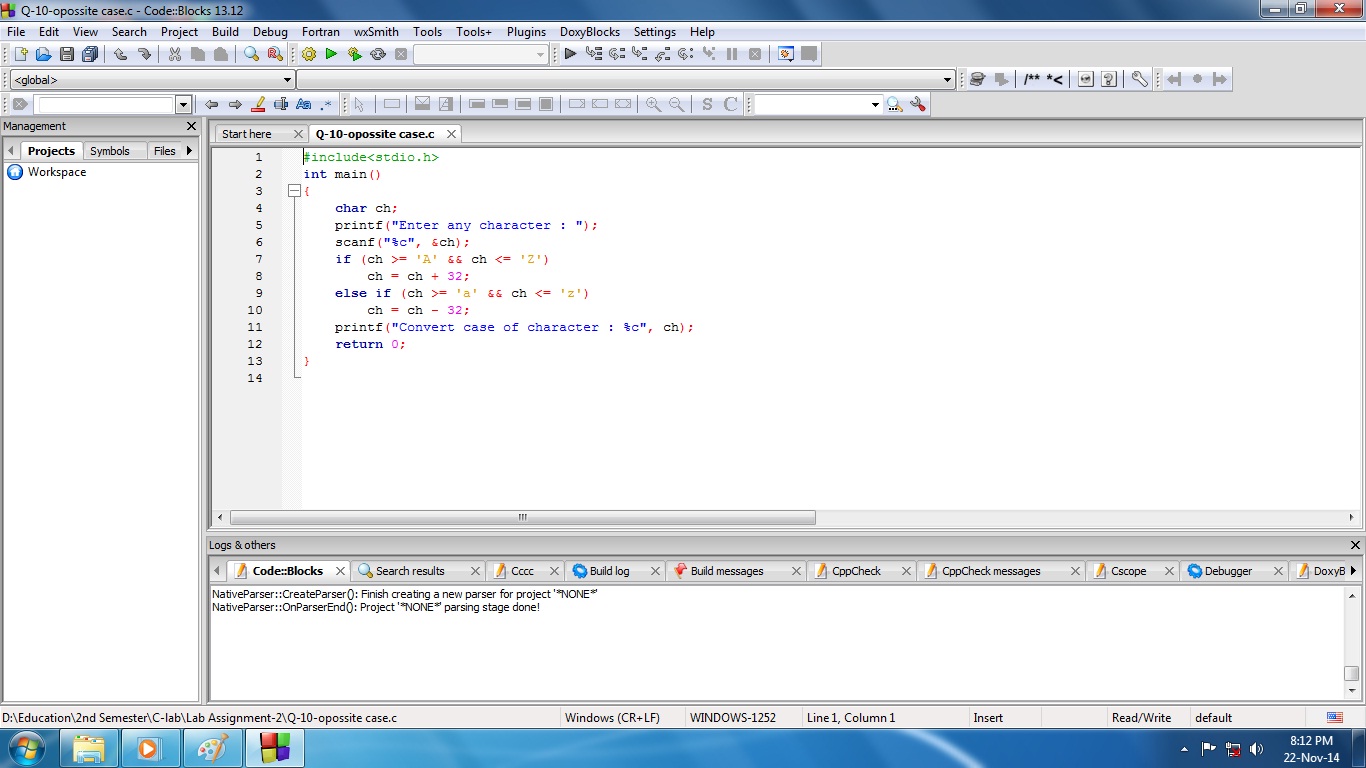 Q-10-opossite case.c - Code::Blocks 13.12
File Edit View Search Project Build Debug Fortran wxSmith Tools Tools+ Plugins DoxyBlocks Settings Help
<global>
/** *<
Aa .*
S C
Management
Projects Symbols Files
Workspace
Start here Q-10-opossite case.c
1 #include<stdio.h>
2 int main()
3 {
4 char ch;
5 printf("Enter any character : ");
6 scanf("%c", &ch);
7 if (ch >= 'A' && ch <= 'Z')
8 ch = ch + 32;
9 else if (ch >= 'a' && ch <= 'z')
10 ch = ch - 32;
11 printf("Convert case of character : %c", ch);
12 return 0;
13 }
14
Logs & others
Code::Blocks Search results Cccc Build log Build messages CppCheck CppCheck messages Cscope Debugger DoxyB
NativeParser::CreateParser(): Finish creating a new parser for project '*NONE*'
NativeParser::OnParserEnd(): Project '*NONE*' parsing stage done!
D:\Education\2nd Semester\C-lab\Lab Assignment-2\Q-10-opossite case.c Windows (CR+LF) WINDOWS-1252 Line 1, Column 1 Insert Read/Write default
8:12 PM
22-Nov-14